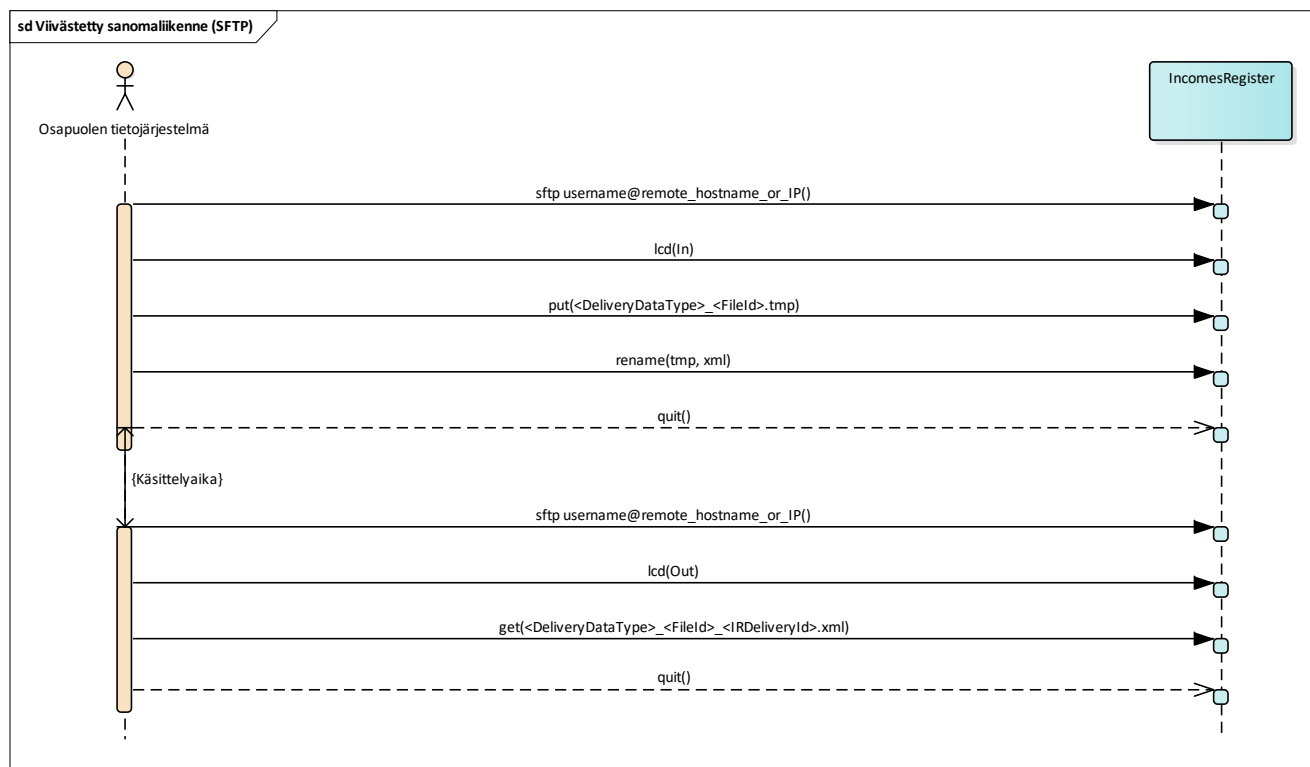 sd Viivästetty sanomaliikenne (SFTP)
Osapuolen tietojärjestelmä
IncomesRegister
sftp username@remote_hostname_or_IP()
lcd(In)
put(<DeliveryDataType>_<FileId>.tmp)
rename(tmp, xml)
quit()
{Käsittelyaika}
sftp username@remote_hostname_or_IP()
lcd(Out)
get(<DeliveryDataType>_<FileId>_<IRDeliveryId>.xml)
quit()